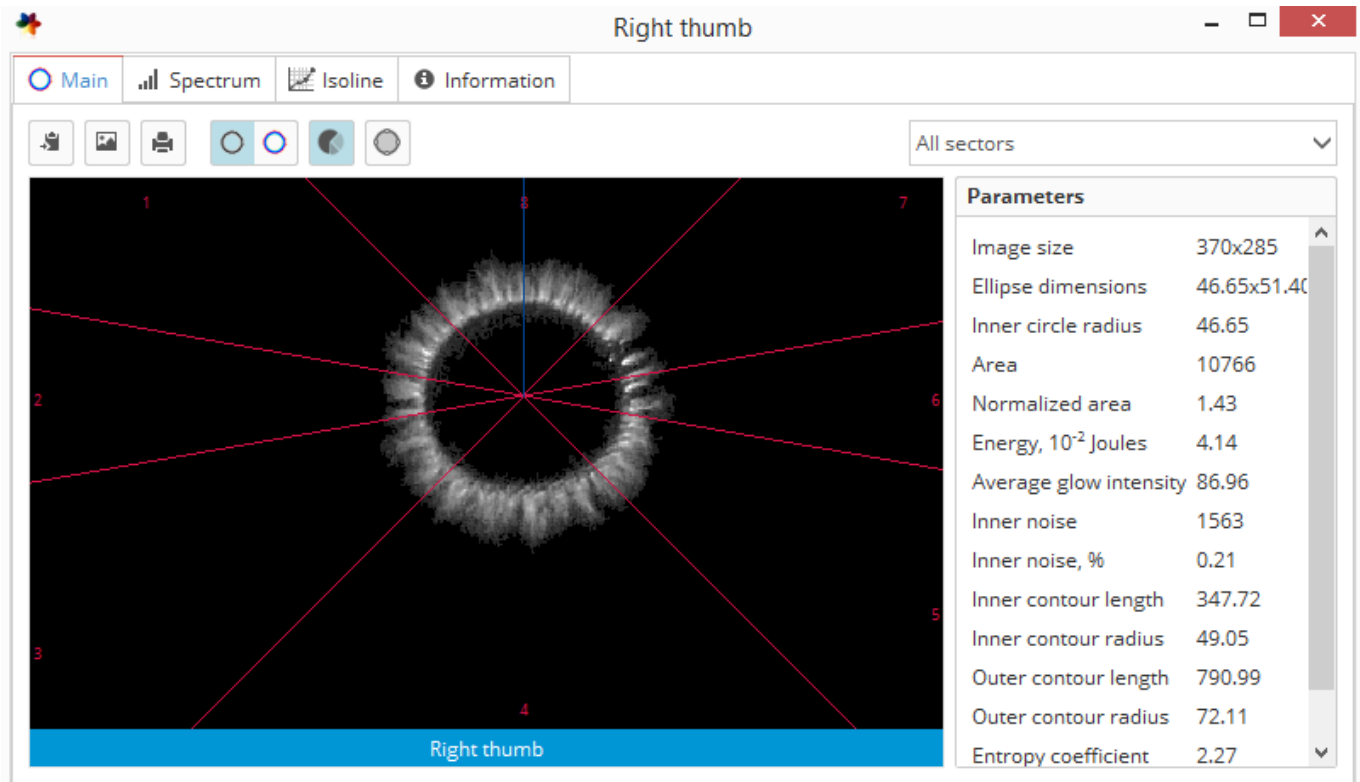 Right thumb
Main Spectrum Isoline Information
All sectors
1 8 7
2 6
3 5
4
Right thumb
Parameters
Image size 370x285
Ellipse dimensions 46.65x51.40
Inner circle radius 46.65
Area 10766
Normalized area 1.43
Energy, 10⁻² Joules 4.14
Average glow intensity 86.96
Inner noise 1563
Inner noise, % 0.21
Inner contour length 347.72
Inner contour radius 49.05
Outer contour length 790.99
Outer contour radius 72.11
Entropy coefficient 2.27